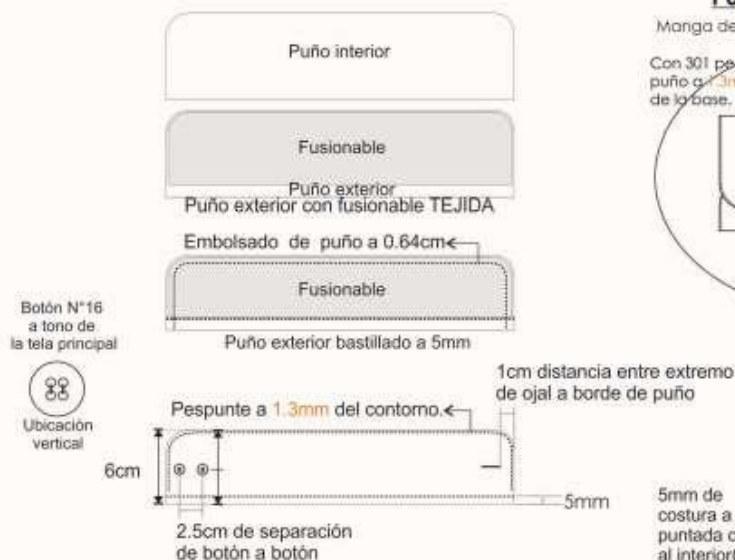 Puño interior
Fusionable
Puño exterior
Puño exterior con fusionable TEJIDA
Embolsado de puño a 0.64cm
Fusionable
Puño exterior bastillado a 5mm
Botón N°16
a tono de
la tela principal
Ubicación
vertical
Pespunte a 1.3mm del contorno.
1cm distancia entre extremo
de ojal a borde de puño
6cm
5mm
2.5cm de separación
de botón a botón
Manga de
Con 301
puño a 1.3m
de la base.
5mm de
costura a
puntada
al interior